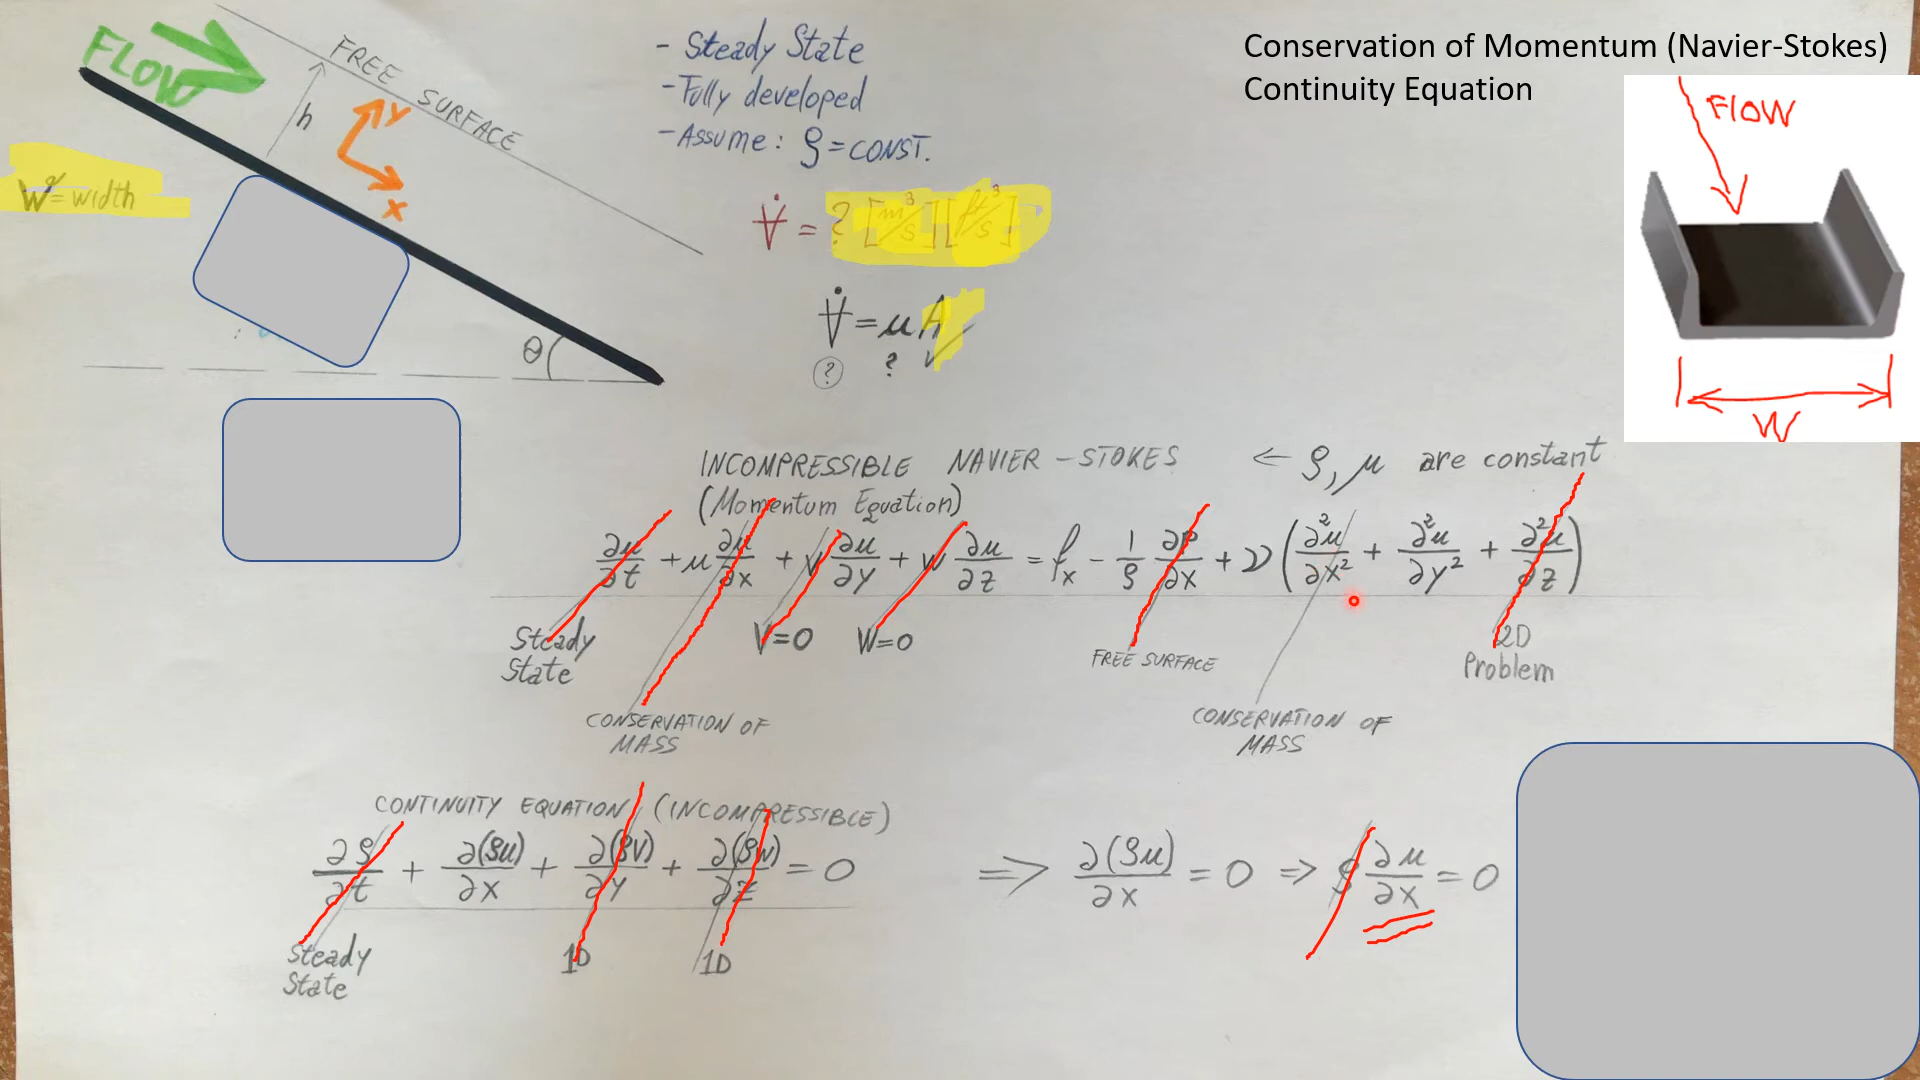 Conservation of Momentum (Navier-Stokes)
Continuity Equation
FLOW
FREE SURFACE
h
Y
X
W = width
θ
- Steady State
- Fully developed
- Assume: ρ = CONST.
V̇ = ? [m³/s] [ft³/s]
V̇ = u A
? ? ✓
FLOW
W
INCOMPRESSIBLE NAVIER - STOKES ← ρ, μ are constant
(Momentum Equation)
∂u/∂t + u ∂u/∂x + v ∂u/∂y + w ∂u/∂z = f_x - 1/ρ ∂P/∂x + ν (∂²u/∂x² + ∂²u/∂y² + ∂²u/∂z)
Steady State
V=0
W=0
FREE SURFACE
2D Problem
CONSERVATION OF MASS
CONSERVATION OF MASS
CONTINUITY EQUATION (INCOMPRESSIBLE)
∂ρ/∂t + ∂(ρu)/∂x + ∂(ρv)/∂y + ∂(ρw)/∂z = 0 ⇒ ∂(ρu)/∂x = 0 ⇒ ρ ∂u/∂x = 0
Steady State
1D
1D